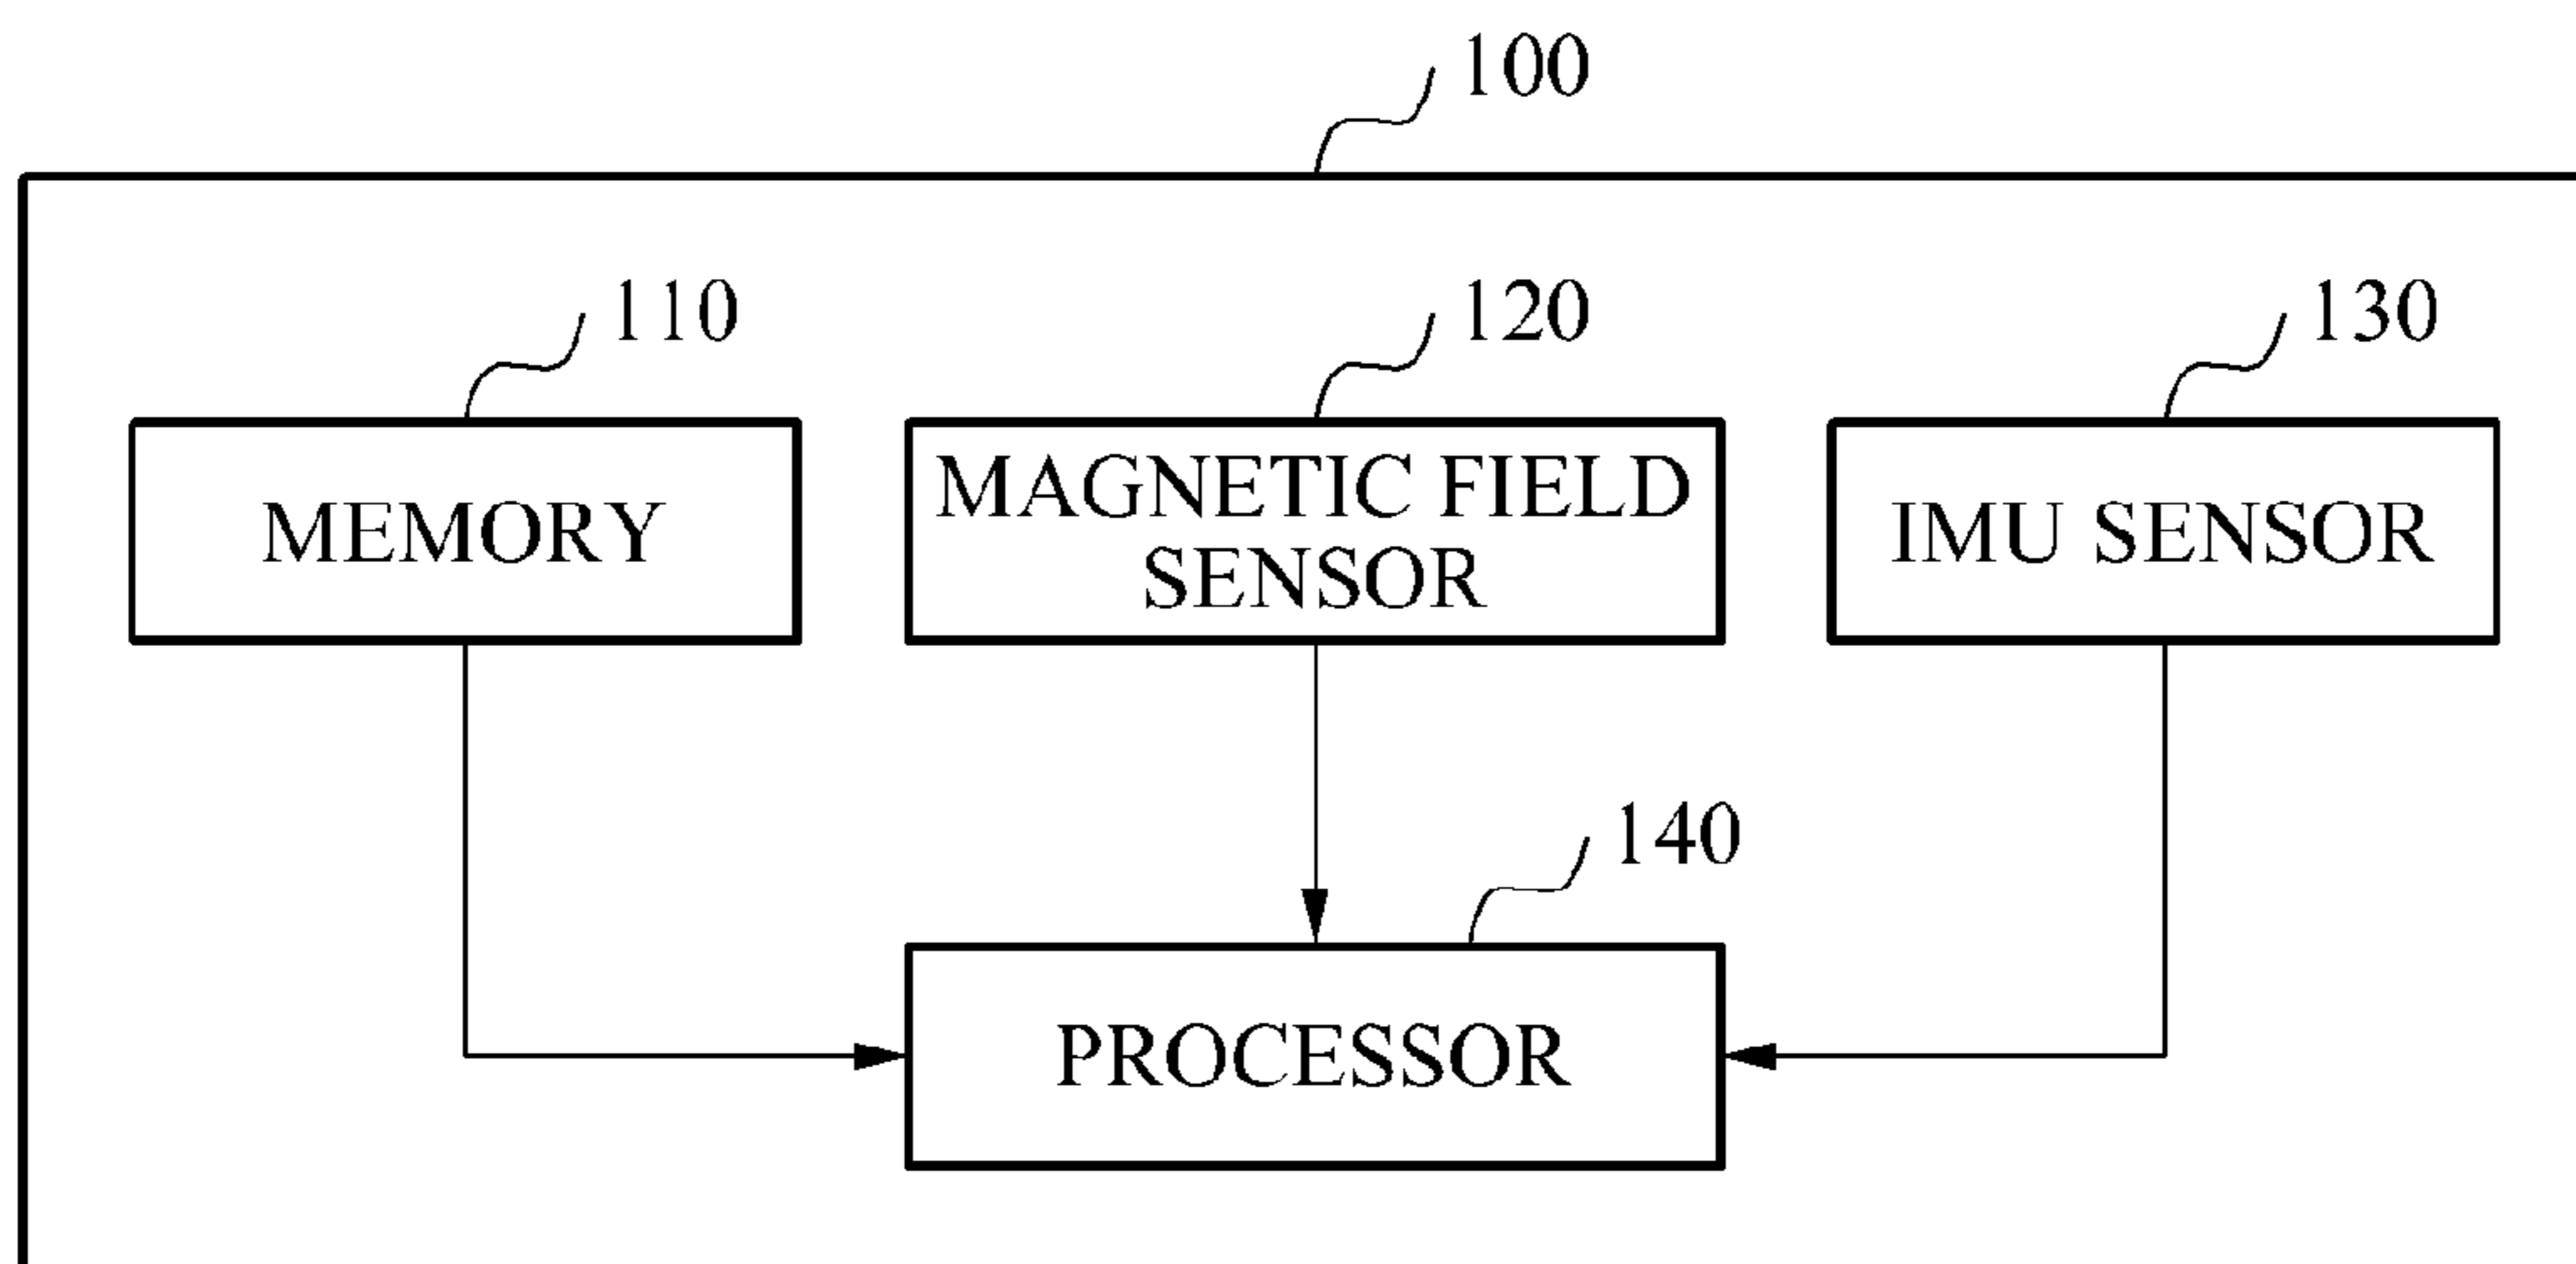 100
110
120
130
MEMORY
MAGNETIC FIELD
SENSOR
IMU SENSOR
140
PROCESSOR